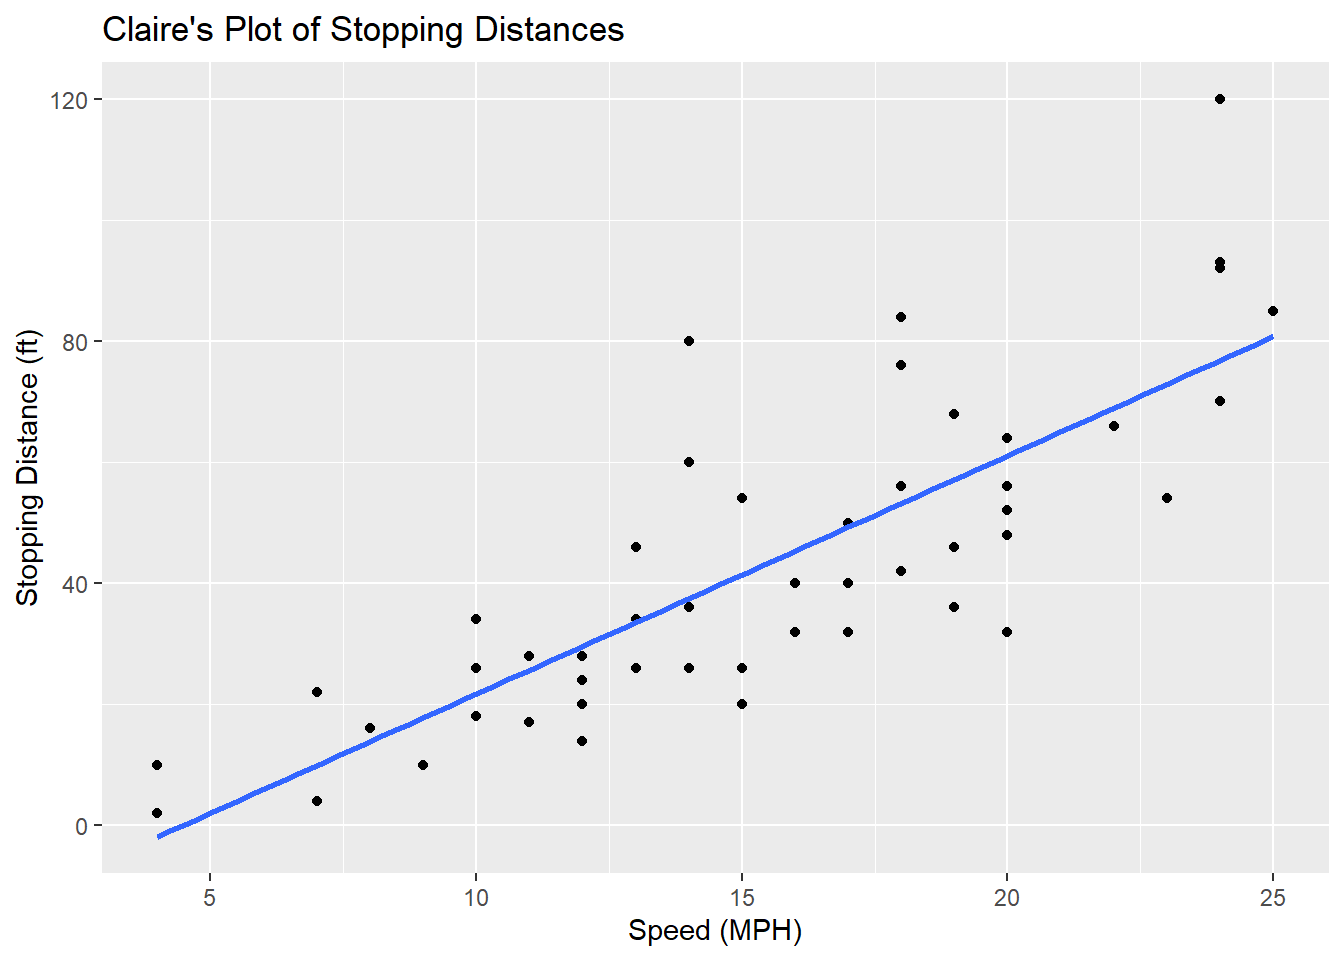 Claire's Plot of Stopping Distances
120
80
40
0
Stopping Distance (ft)
5 10 15 20 25
Speed (MPH)